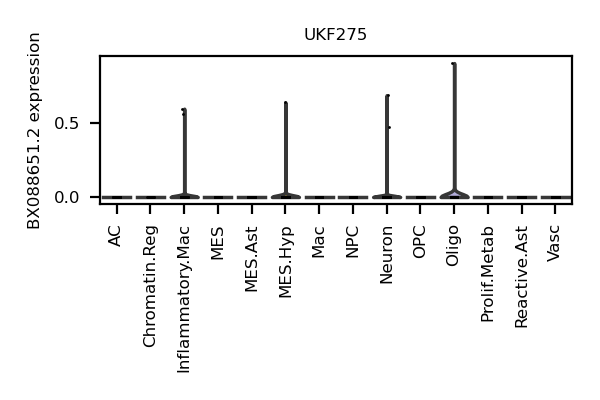 UKF275
BX088651.2 expression
0.5
0.0
AC
Chromatin.Reg
Inflammatory.Mac
MES
MES.Ast
MES.Hyp
Mac
NPC
Neuron
OPC
Oligo
Prolif.Metab
Reactive.Ast
Vasc